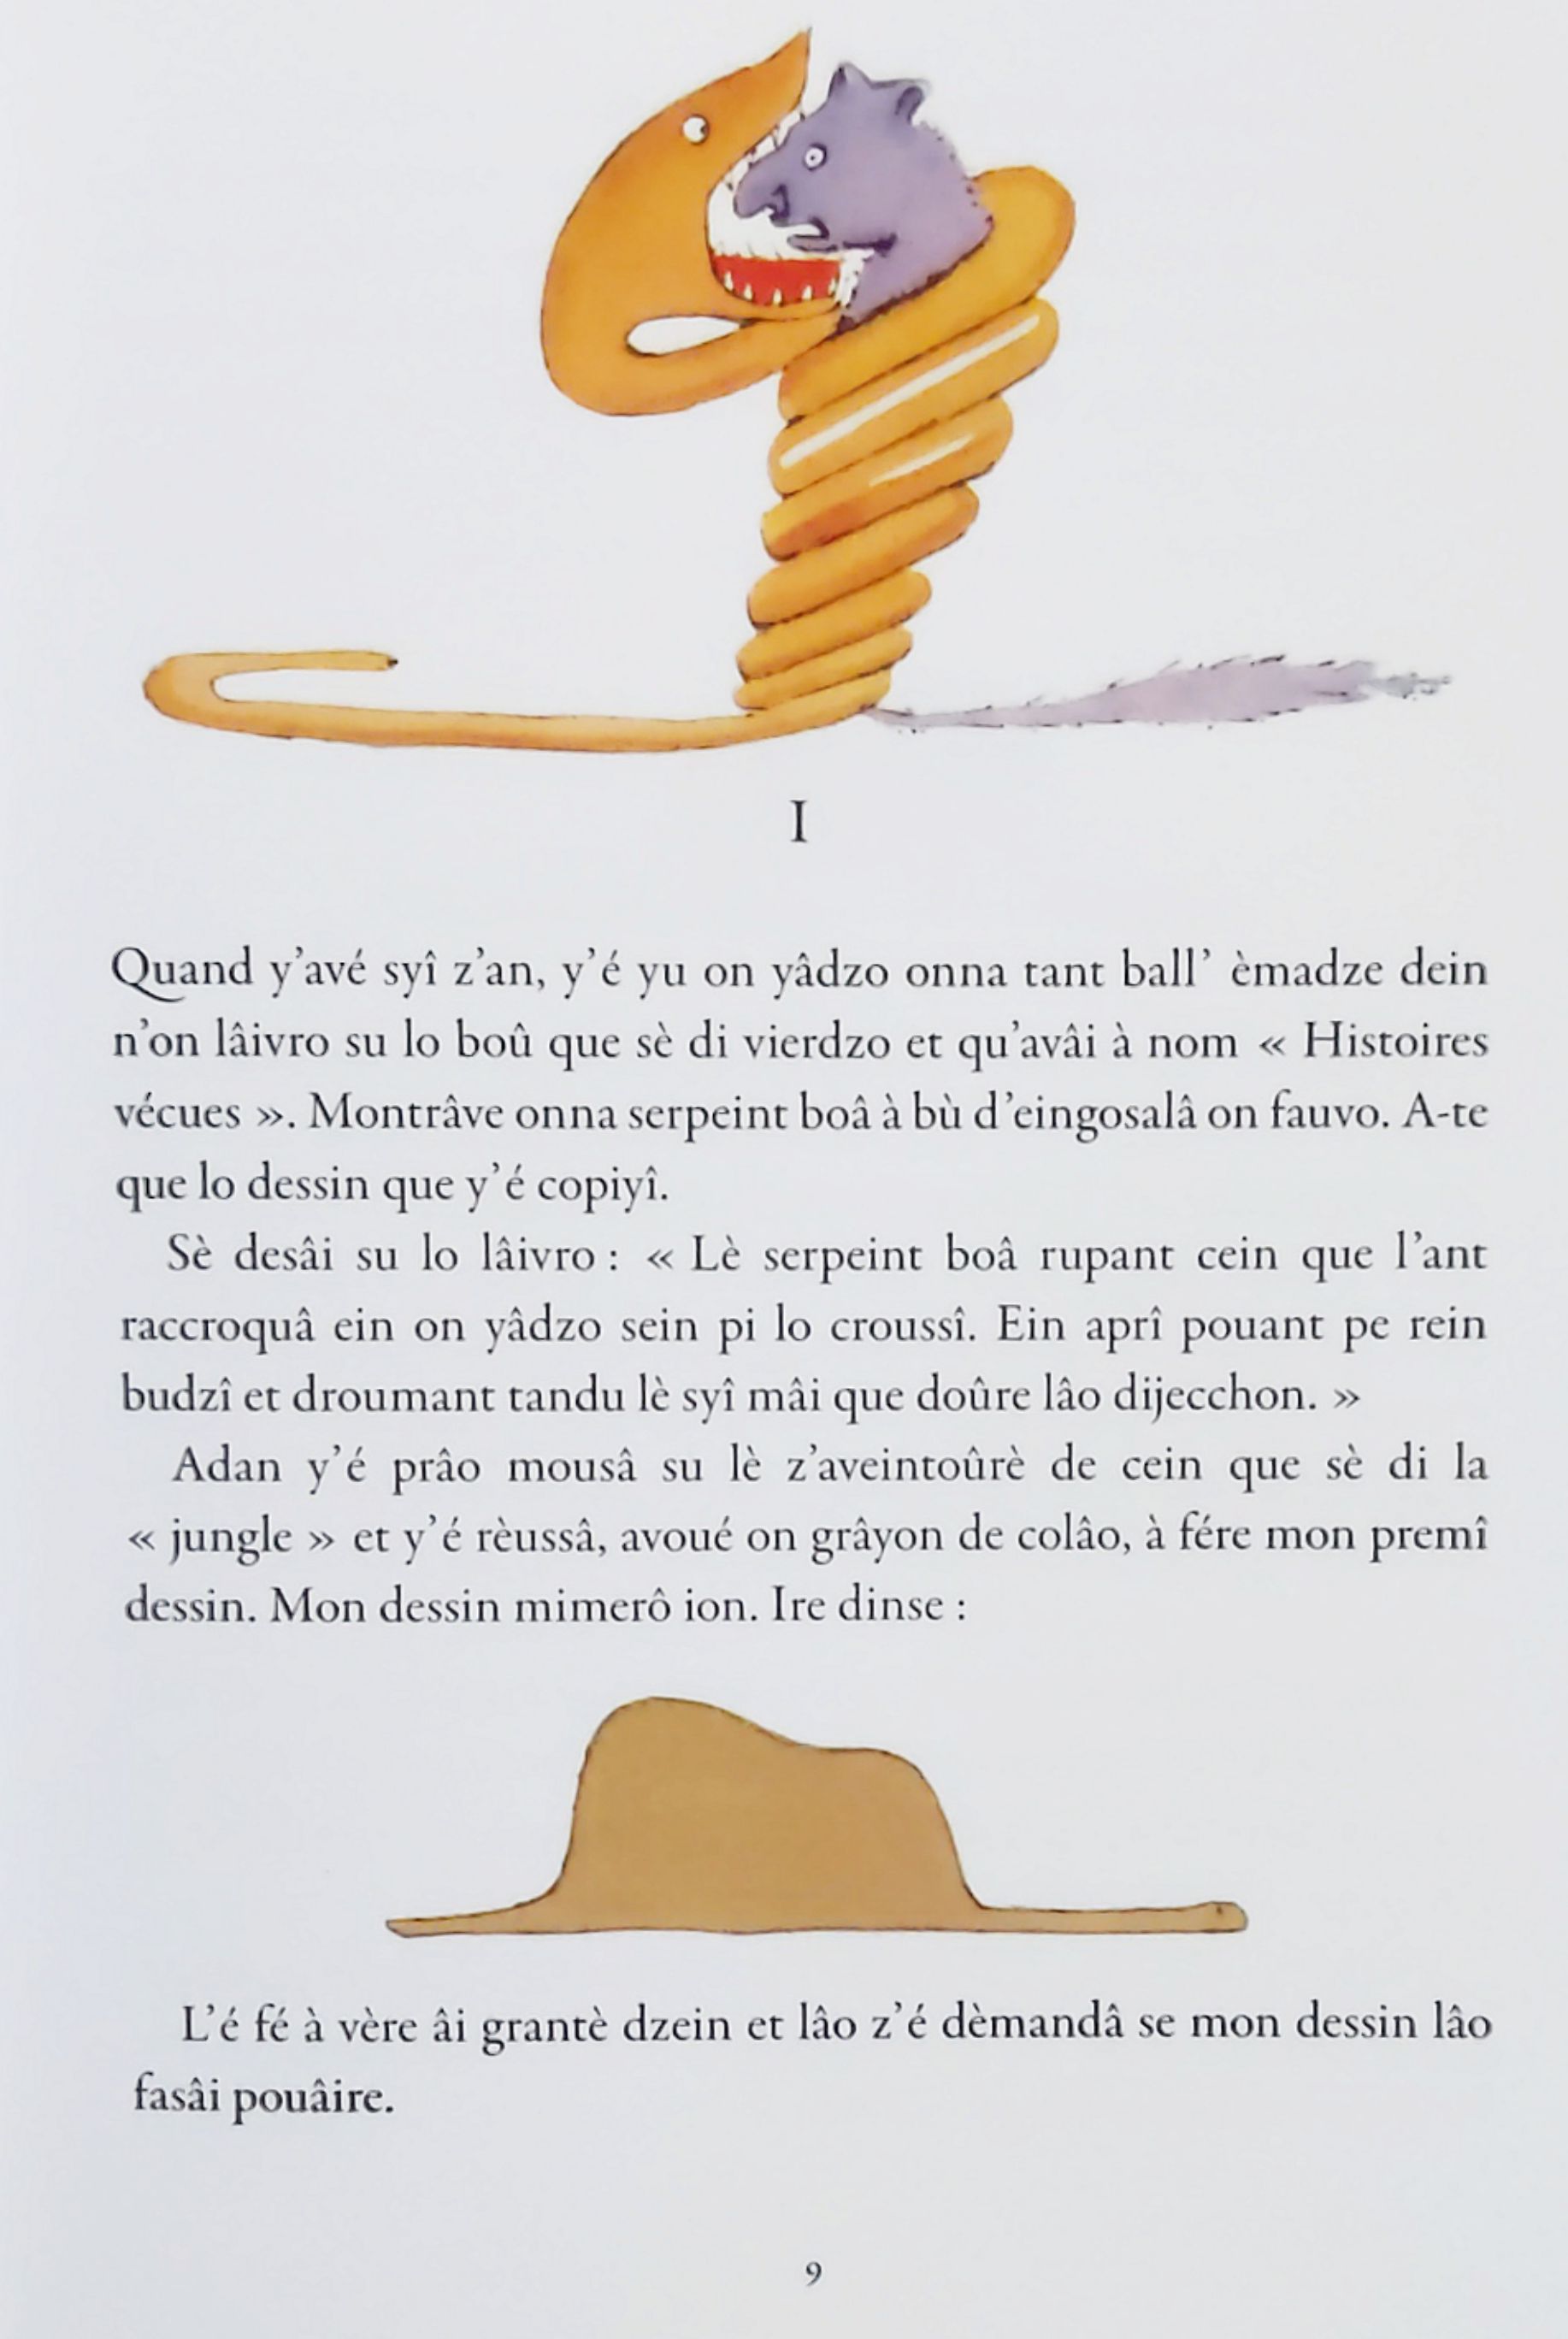 I
Quand y'avé syî z'an, y'é yu on yâdzo onna tant ball' èmadze dein
n'on lâivro su lo boû que sè di vierdzo et qu'avâi à nom « Histoires
vécues ». Montrâve onna serpeint boâ à bù d'eingosalâ on fauvo. A-te
que lo dessin que y'é copiyî.
Sè desâi su lo lâivro : « Lè serpeint boâ rupant cein que l'ant
raccroquâ ein on yâdzo sein pi lo croussî. Ein aprî pouant pe rein
budzî et droumant tandu lè syî mâi que doûre lâo dijecchon. »
Adan y'é prâo mousâ su lè z'aveintoûrè de cein que sè di la
« jungle » et y'é rèussâ, avoué on grâyon de colâo, à fére mon premî
dessin. Mon dessin mimerô ion. Ire dinse :
L'é fé à vère âi grantè dzein et lâo z'é dèmandâ se mon dessin lâo
fasâi pouâire.
9